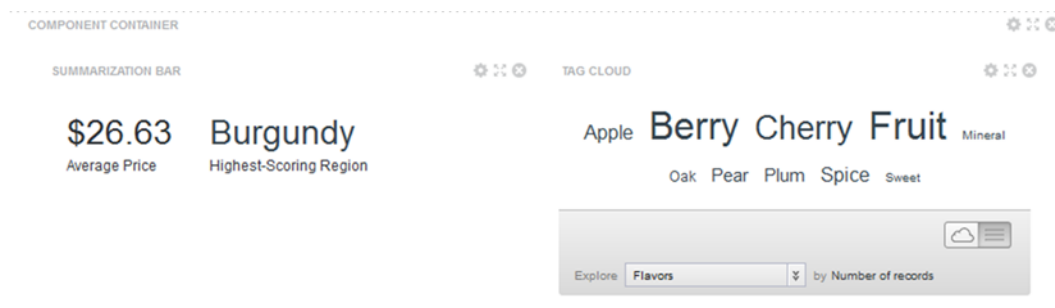 COMPONENT CONTAINER
SUMMARIZATION BAR
$26.63 Burgundy
Average Price Highest-Scoring Region
TAG CLOUD
Apple Berry Cherry Fruit Mineral
Oak Pear Plum Spice Sweet
Explore Flavors by Number of records